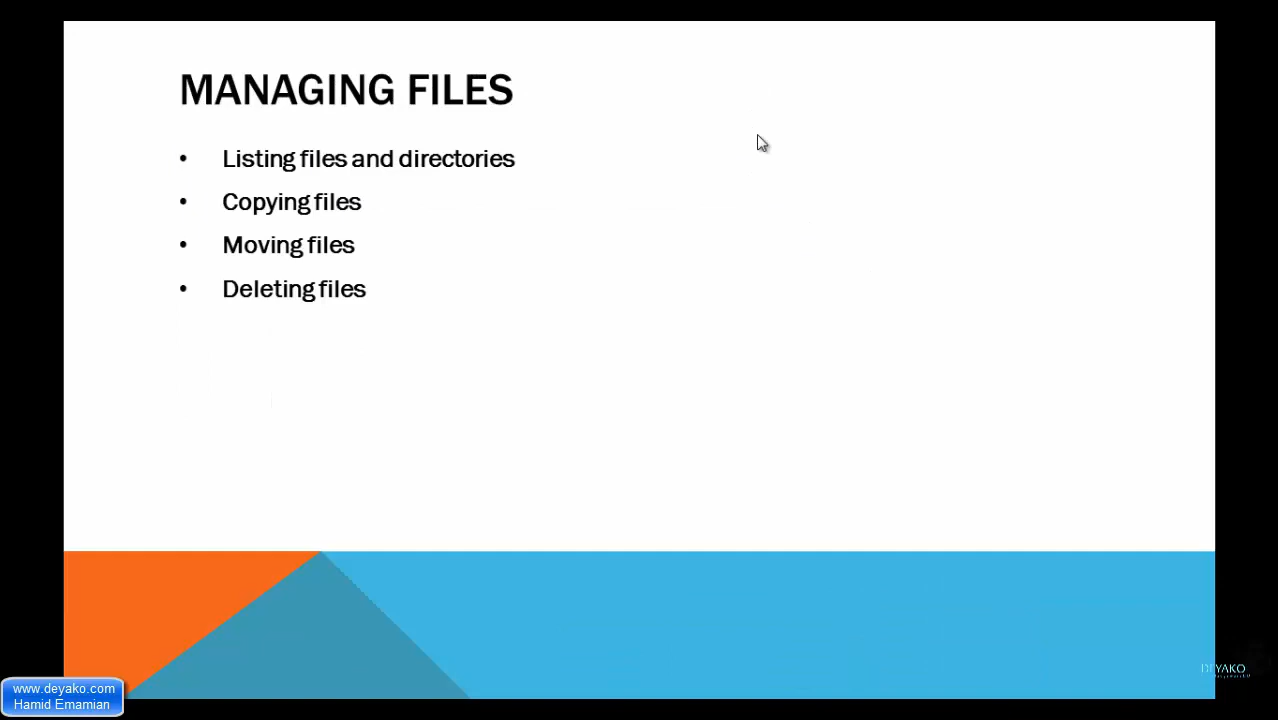 MANAGING FILES
• Listing files and directories
• Copying files
• Moving files
• Deleting files
DEYAKO
www.deyako.com
Hamid Emamian